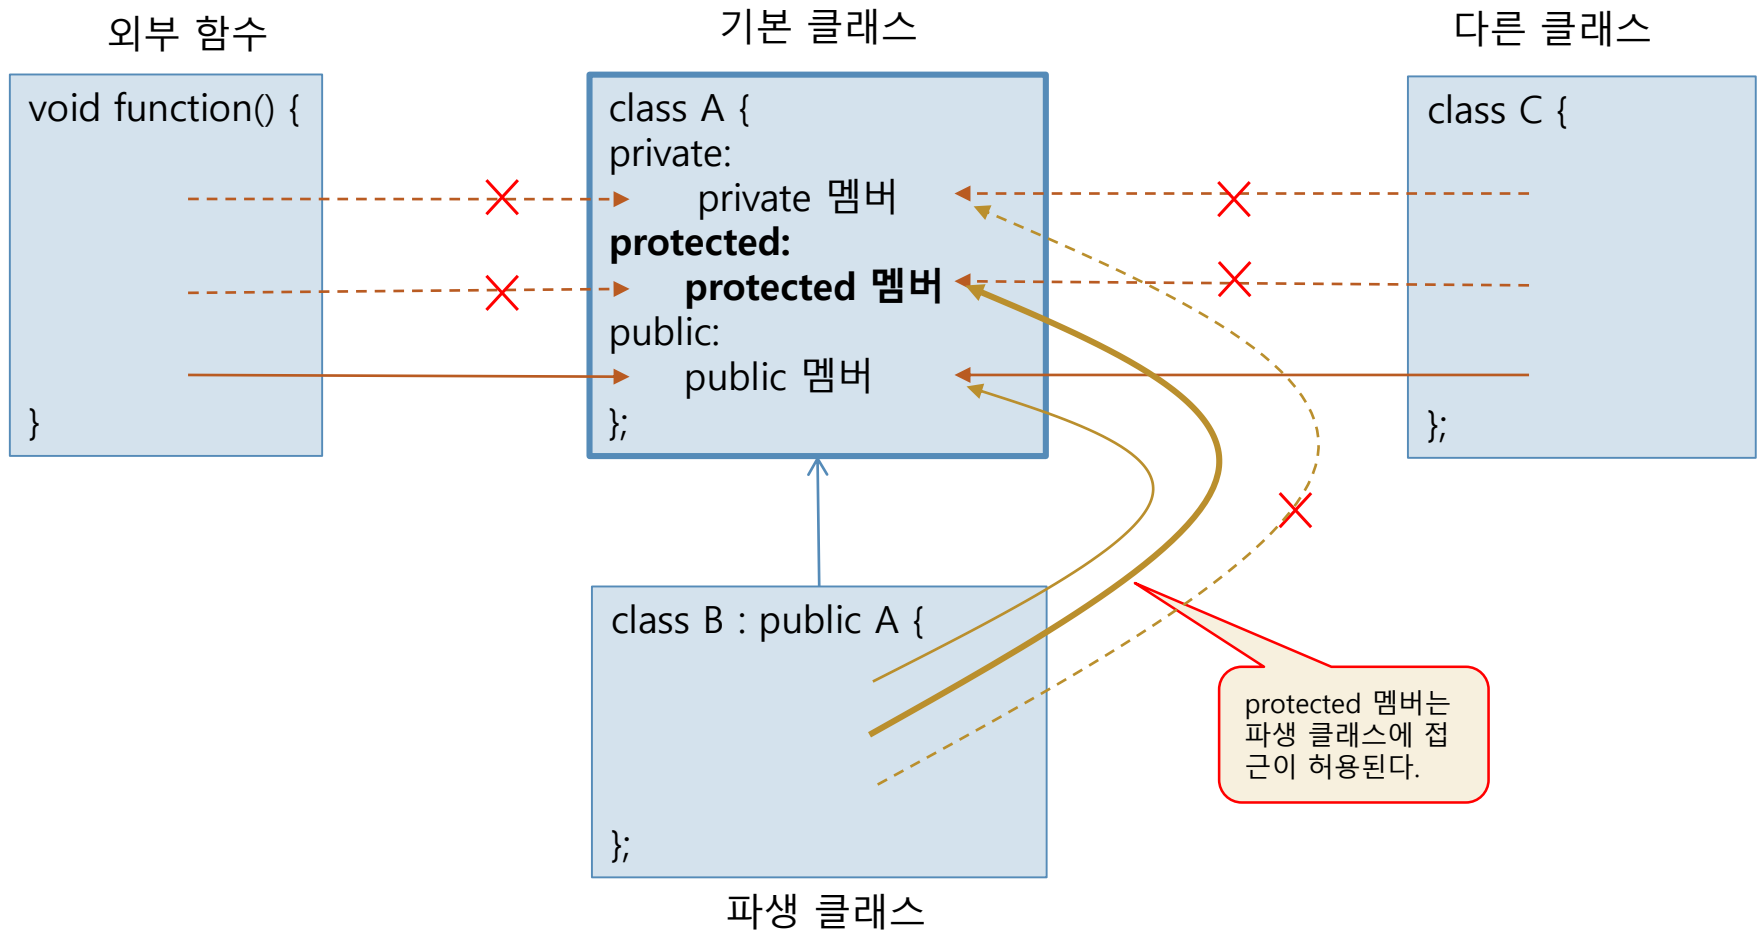 외부 함수
기본 클래스
다른 클래스
void function() {
}
class A {
private:
private 멤버
protected:
protected 멤버
public:
public 멤버
};
class C {
};
class B : public A {
};
파생 클래스
protected 멤버는
파생 클래스에 접
근이 허용된다.